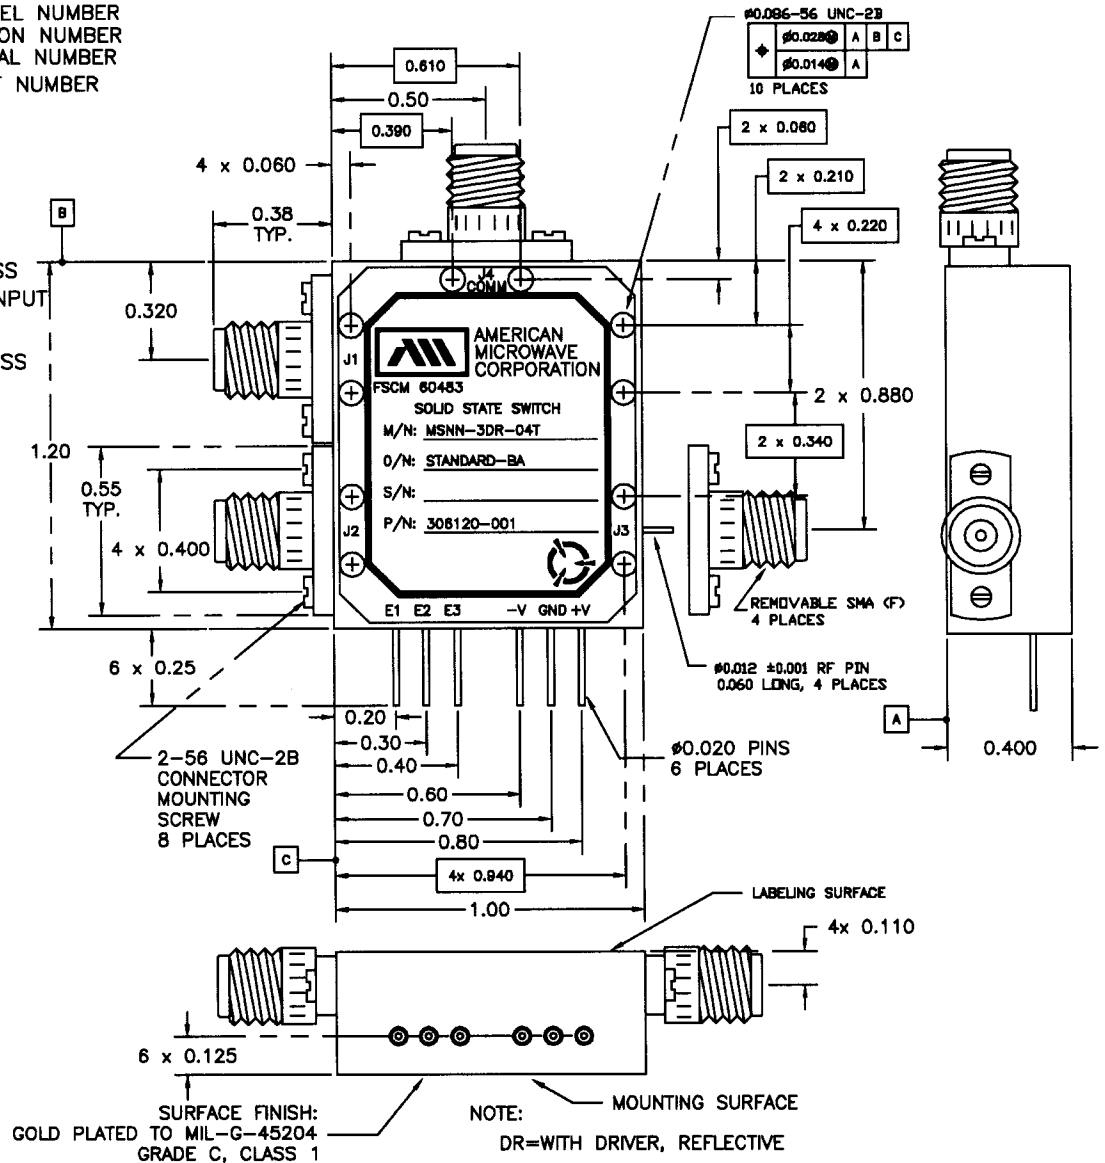 EL NUMBER
ON NUMBER
AL NUMBER
T NUMBER
ø0.086-56 UNC-2B
ø0.028Ⓜ A B C
ø0.014Ⓜ A
10 PLACES
0.610
0.50
0.390
4 x 0.060
2 x 0.060
2 x 0.210
4 x 0.220
B
0.38
TYP.
SS
NPUT
SS
0.320
J4
COMM
J1
AMERICAN
MICROWAVE
CORPORATION
FSCM 60483
SOLID STATE SWITCH
M/N: MSNN-3DR-04T
O/N: STANDARD-BA
S/N:
P/N: 306120-001
J2
J3
2 x 0.880
2 x 0.340
1.20
0.55
TYP.
4 x 0.400
E1 E2 E3 -V GND +V
REMOVABLE SMA (F)
4 PLACES
6 x 0.25
ø0.012 ±0.001 RF PIN
0.060 LONG, 4 PLACES
A
0.400
0.20
0.30
0.40
0.60
0.70
0.80
ø0.020 PINS
6 PLACES
2-56 UNC-2B
CONNECTOR
MOUNTING
SCREW
8 PLACES
C
4x 0.940
1.00
LABELING SURFACE
4x 0.110
6 x 0.125
SURFACE FINISH:
GOLD PLATED TO MIL-G-45204
GRADE C, CLASS 1
MOUNTING SURFACE
NOTE:
DR=WITH DRIVER, REFLECTIVE